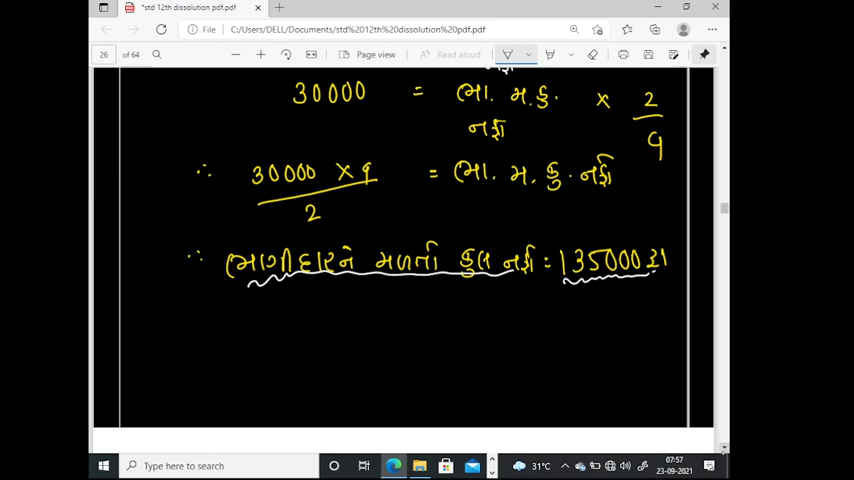 *std 12th dissolution pdf.pdf
File C:/Users/DELL/Documents/std%2012th%20dissolution%20pdf.pdf
26 of 64 Page view Read aloud
30000 = ભા. મ. કુ. × 2
નફો 9
∴ 30000 × 9 = ભા. મ. કુ. નફો
2
∴ ભાગીદારને મળતો કુલ નફો = 135000 રૂા
Type here to search 31°C 07:57
23-09-2021